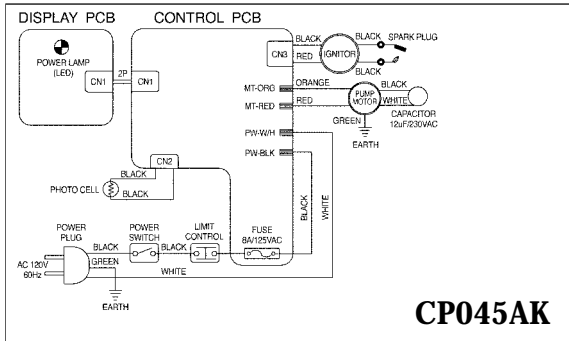 DISPLAY PCB
CONTROL PCB
POWER LAMP
(LED)
CN1
2P
CN1
CN3
BLACK
RED
IGNITOR
BLACK
BLACK
SPARK PLUG
MT-ORG
ORANGE
MT-RED
RED
PUMP
MOTOR
BLACK
WHITE
CAPACITOR
12uF/230VAC
GREEN
EARTH
PW-W/H
PW-BLK
CN2
BLACK
BLACK
PHOTO CELL
BLACK
WHITE
POWER
PLUG
POWER
SWITCH
LIMIT
CONTROL
FUSE
8A/125VAC
BLACK
BLACK
GREEN
WHITE
AC 120V
60Hz
EARTH
CP045AK